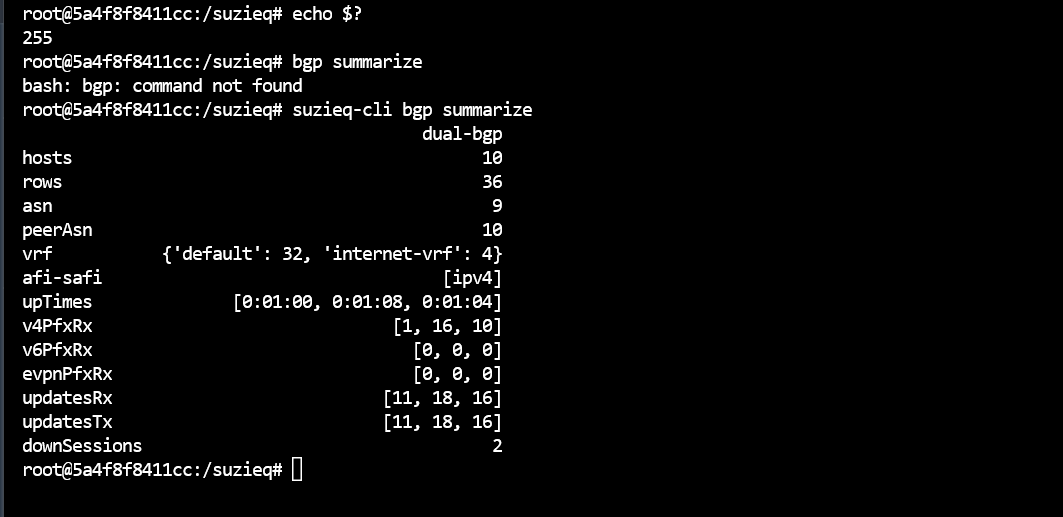 root@5a4f8f8411cc:/suzieq# echo $?
255
root@5a4f8f8411cc:/suzieq# bgp summarize
bash: bgp: command not found
root@5a4f8f8411cc:/suzieq# suzieq-cli bgp summarize
dual-bgp
hosts 10
rows 36
asn 9
peerAsn 10
vrf {'default': 32, 'internet-vrf': 4}
afi-safi [ipv4]
upTimes [0:01:00, 0:01:08, 0:01:04]
v4PfxRx [1, 16, 10]
v6PfxRx [0, 0, 0]
evpnPfxRx [0, 0, 0]
updatesRx [11, 18, 16]
updatesTx [11, 18, 16]
downSessions 2
root@5a4f8f8411cc:/suzieq#